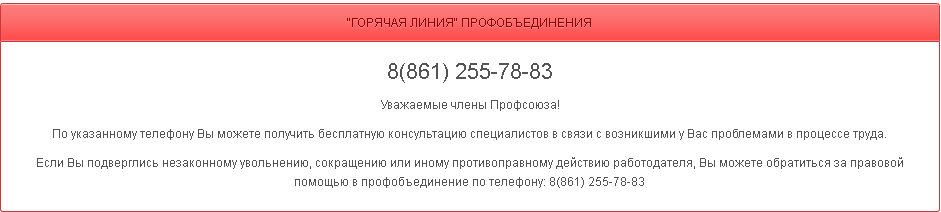 "ГОРЯЧАЯ ЛИНИЯ" ПРОФОБЪЕДИНЕНИЯ
8(861) 255-78-83
Уважаемые члены Профсоюза!
По указанному телефону Вы можете получить бесплатную консультацию специалистов в связи с возникшими у Вас проблемами в процессе труда.
Если Вы подверглись незаконному увольнению, сокращению или иному противоправному действию работодателя, Вы можете обратиться за правовой
помощью в профобъединение по телефону: 8(861) 255-78-83